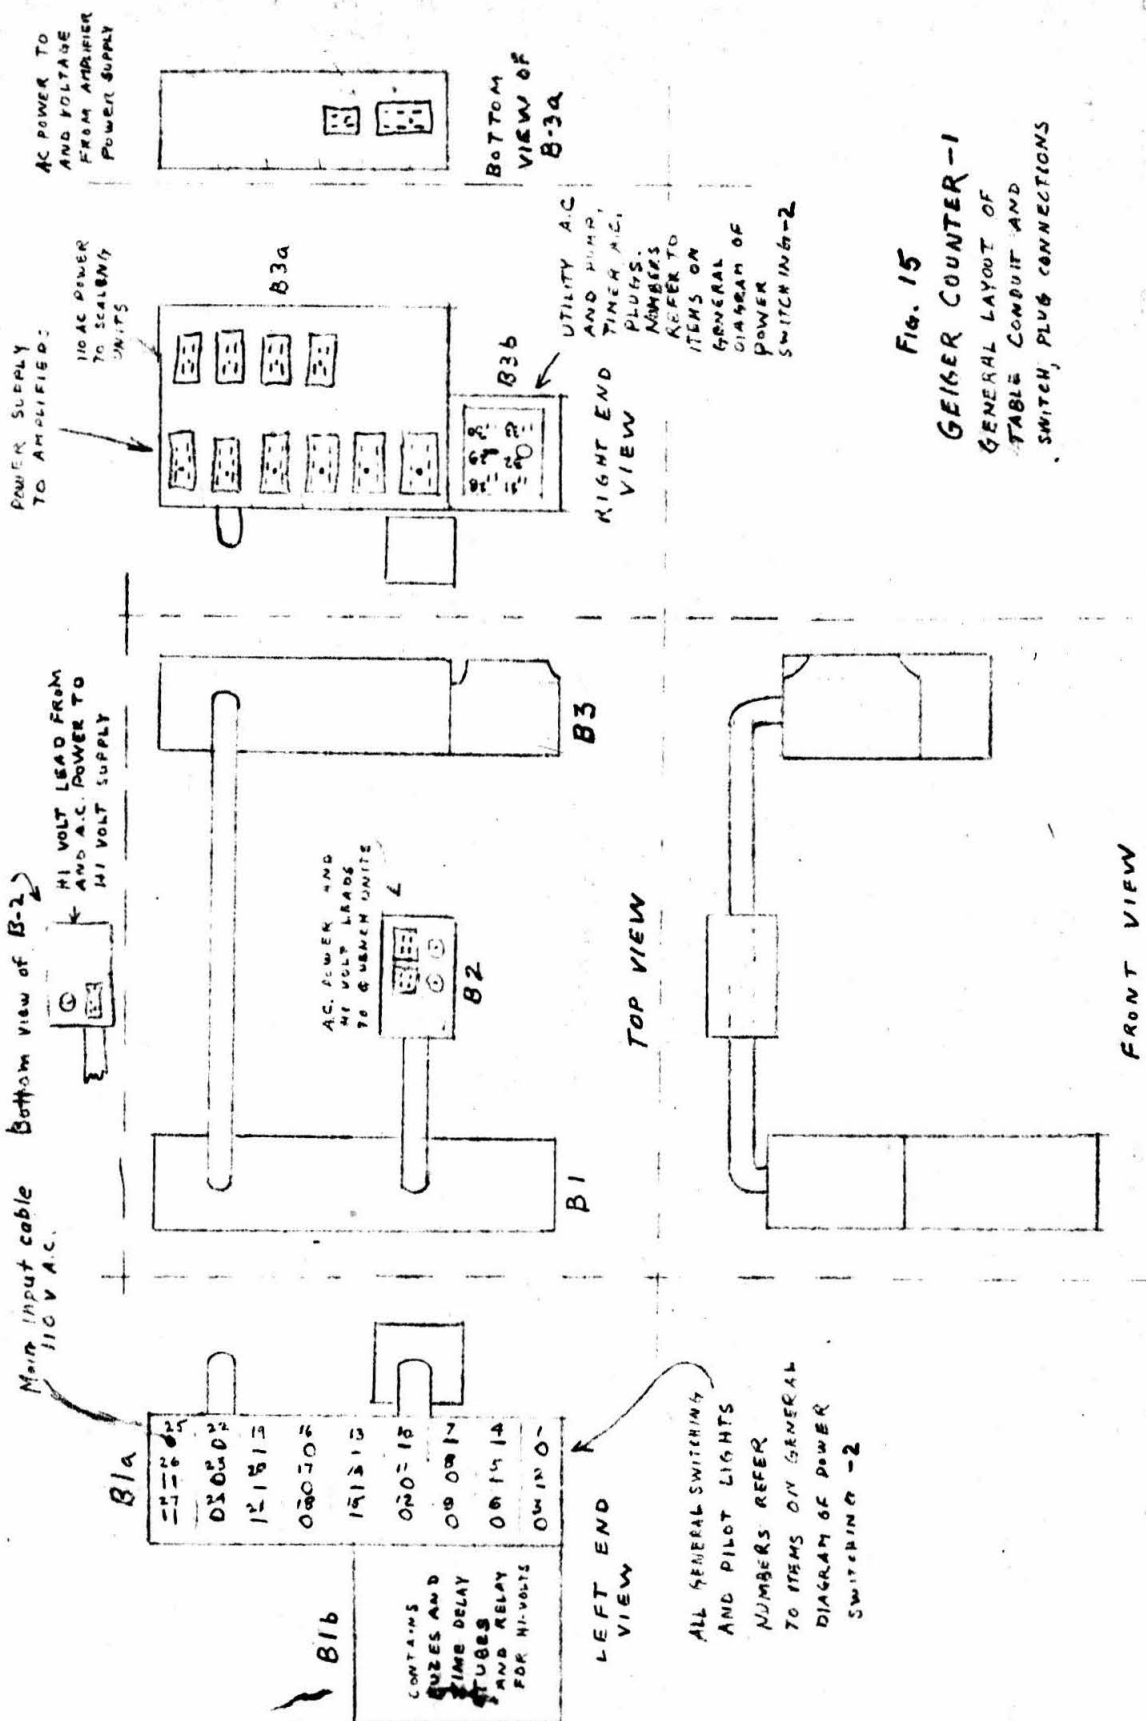 Main input cable
110 V A.C.
Bottom view of B-2
HI VOLT LEAD FROM
AND A.C. POWER TO
HI VOLT SUPPLY
POWER SUPPLY
TO AMPLIFIERS
110 AC POWER
TO SCALING
UNITS
AC POWER TO
AND VOLTAGE
FROM AMPLIFIER
POWER SUPPLY
B1a
B1b
CONTAINS
FUZES AND
TIME DELAY
TUBES
AND RELAY
FOR HI-VOLTS
LEFT END
VIEW
ALL GENERAL SWITCHING
AND PILOT LIGHTS
NUMBERS REFER
TO ITEMS ON GENERAL
DIAGRAM OF POWER
SWITCHING -2
B1
A.C. POWER AND
HI VOLT LEADS
TO QUENCH UNITS
B2
B3
TOP VIEW
FRONT VIEW
B3a
B3b
RIGHT END
VIEW
UTILITY A.C
AND PUMP,
TIMER A.C.
PLUGS.
NUMBERS
REFER TO
ITEMS ON
GENERAL
DIAGRAM OF
POWER
SWITCHING-2
BOTTOM
VIEW OF
B-3a
FIG. 15
GEIGER COUNTER-1
GENERAL LAYOUT OF
TABLE CONDUIT AND
SWITCH, PLUG CONNECTIONS